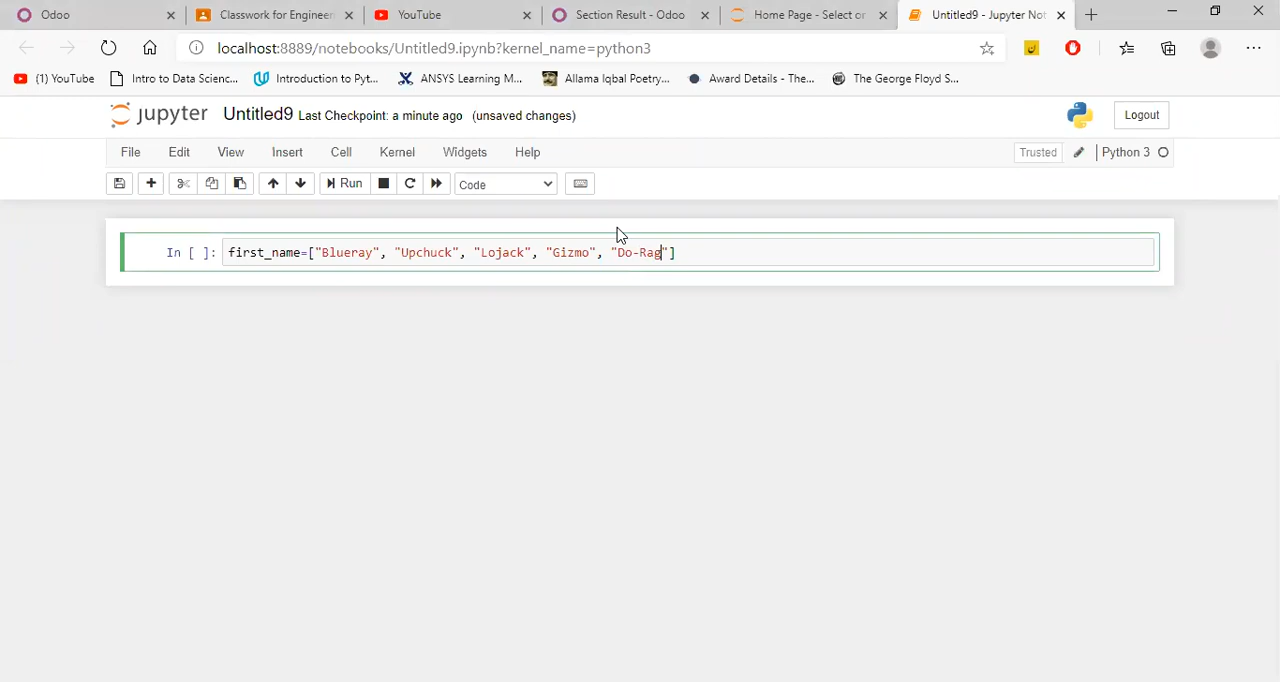 Odoo
Classwork for Engineer
YouTube
Section Result - Odoo
Home Page - Select or
Untitled9 - Jupyter Not
localhost:8889/notebooks/Untitled9.ipynb?kernel_name=python3
(1) YouTube
Intro to Data Scienc...
Introduction to Pyt...
ANSYS Learning M...
Allama Iqbal Poetry...
Award Details - The...
The George Floyd S...
jupyter Untitled9 Last Checkpoint: a minute ago (unsaved changes)
Logout
File Edit View Insert Cell Kernel Widgets Help
Trusted
Python 3
Run
Code
In [ ]: first_name=["Blueray", "Upchuck", "Lojack", "Gizmo", "Do-Rag"]